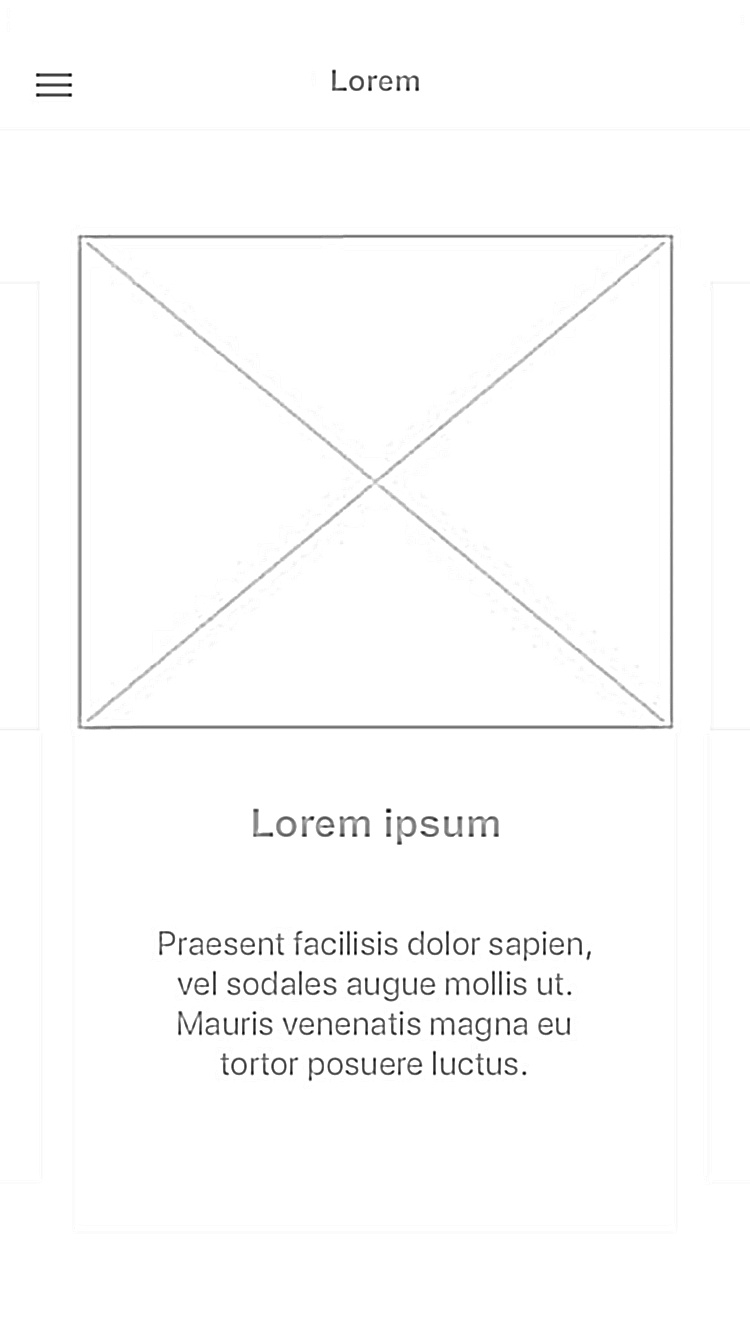 Lorem
Lorem ipsum
Praesent facilisis dolor sapien,
vel sodales augue mollis ut.
Mauris venenatis magna eu
tortor posuere luctus.